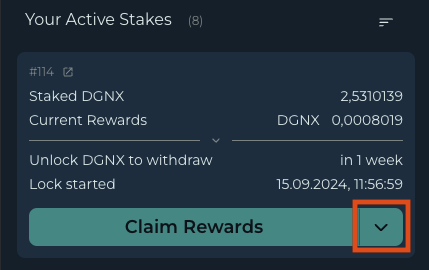 Your Active Stakes (8)
#114
Staked DGNX 2,5310139
Current Rewards DGNX 0,0008019
Unlock DGNX to withdraw in 1 week
Lock started 15.09.2024, 11:56:59
Claim Rewards